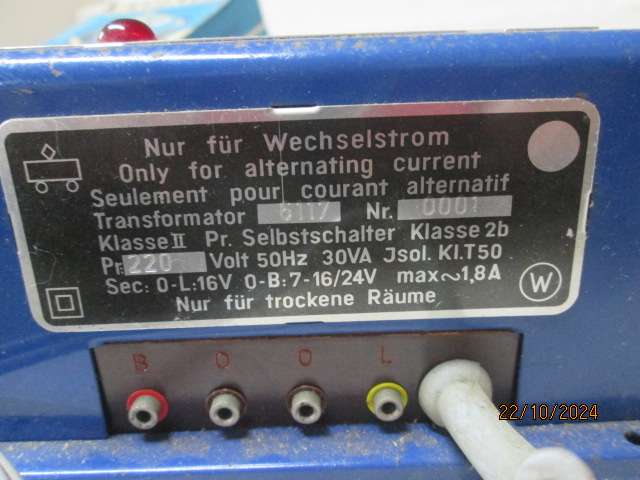 Nur für Wechselstrom
Only for alternating current
Seulement pour courant alternatif
Transformator 6117 Nr. 0001
Klasse II Pr. Selbstschalter Klasse 2b
Pr. 220 Volt 50Hz 30VA Jsol. Kl.T50
Sec: 0-L:16V 0-B:7-16/24V max~1,8A
Nur für trockene Räume
W
B O O L
22/10/2024